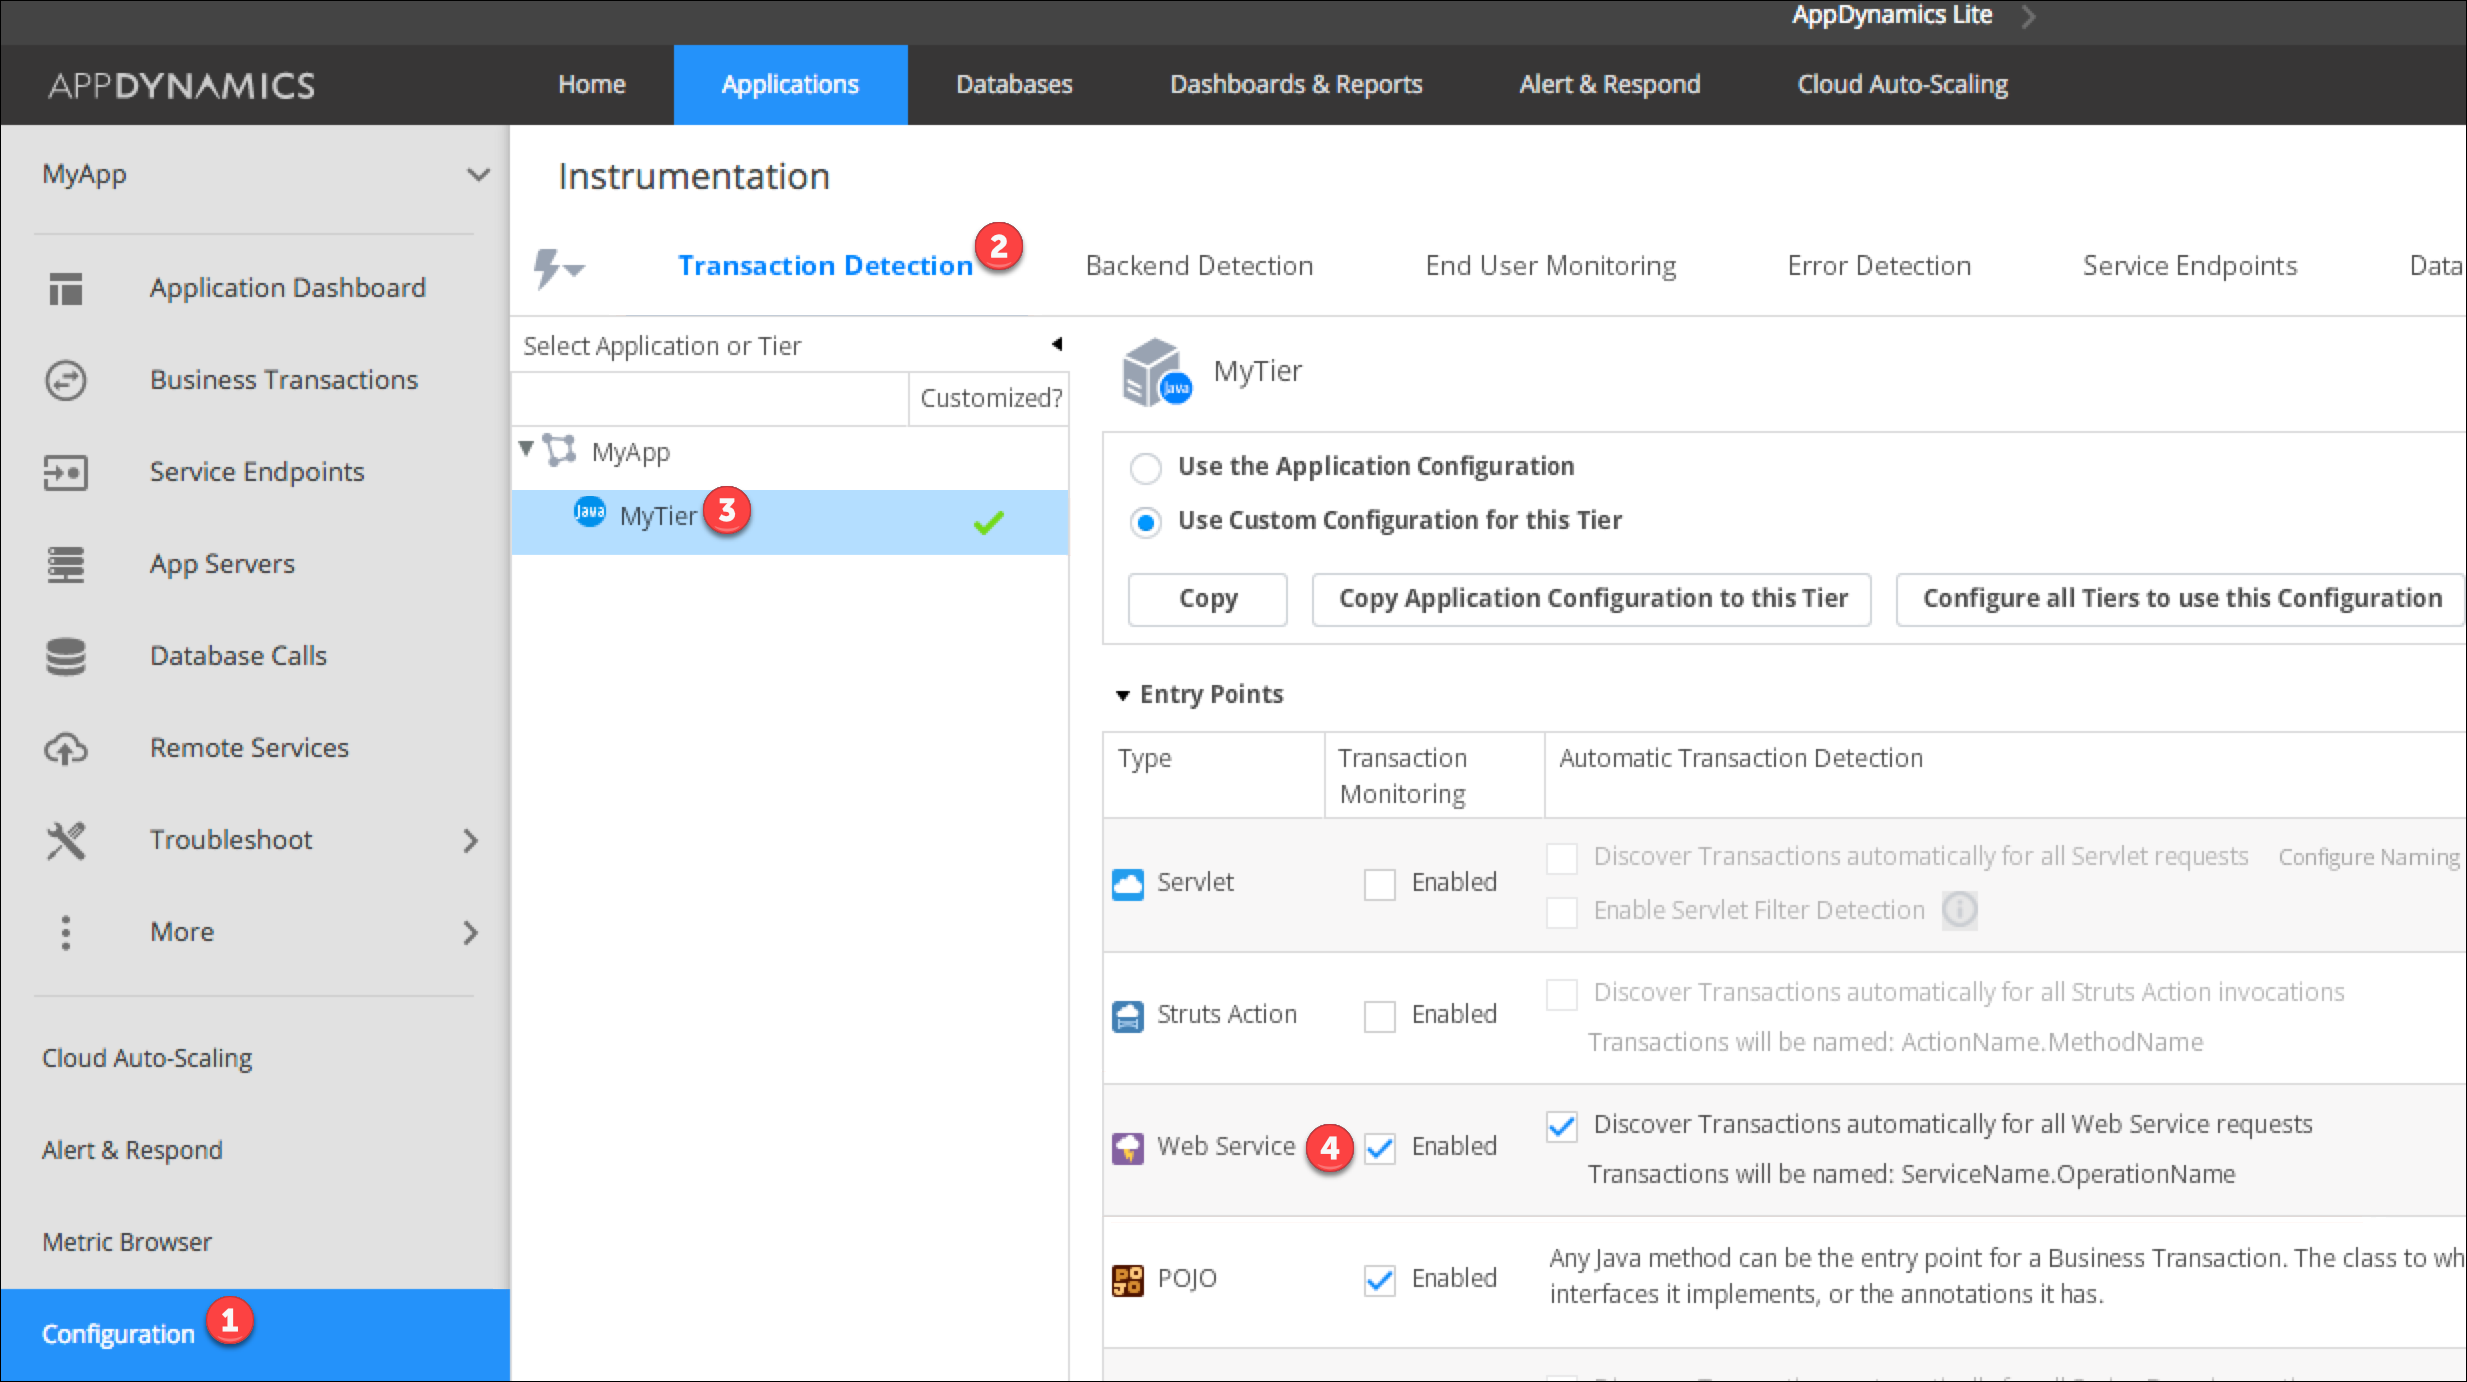 AppDynamics Lite
APPDYNAMICS
Home
Applications
Databases
Dashboards & Reports
Alert & Respond
Cloud Auto-Scaling
MyApp
Application Dashboard
Business Transactions
Service Endpoints
App Servers
Database Calls
Remote Services
Troubleshoot
More
Cloud Auto-Scaling
Alert & Respond
Metric Browser
Configuration
1
Instrumentation
Transaction Detection
2
Backend Detection
End User Monitoring
Error Detection
Service Endpoints
Data
Select Application or Tier
Customized?
MyApp
Java
MyTier
3
Java
MyTier
Use the Application Configuration
Use Custom Configuration for this Tier
Copy
Copy Application Configuration to this Tier
Configure all Tiers to use this Configuration
Entry Points
Type
Transaction
Monitoring
Automatic Transaction Detection
Servlet
Enabled
Discover Transactions automatically for all Servlet requests
Configure Naming
Enable Servlet Filter Detection
Struts Action
Enabled
Discover Transactions automatically for all Struts Action invocations
Transactions will be named: ActionName.MethodName
Web Service
4
Enabled
Discover Transactions automatically for all Web Service requests
Transactions will be named: ServiceName.OperationName
POJO
POJO
Enabled
Any Java method can be the entry point for a Business Transaction. The class to wh
interfaces it implements, or the annotations it has.